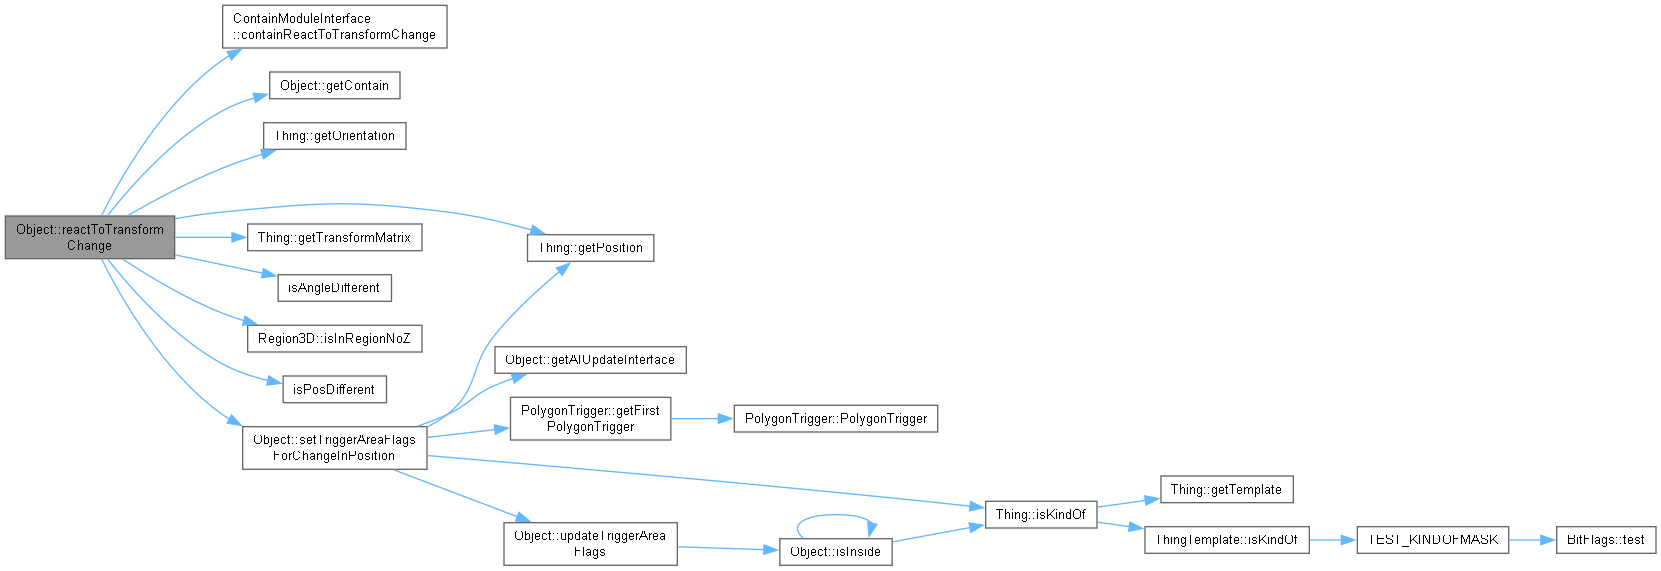 ContainModuleInterface
::containReactToTransformChange
Object::getContain
Thing::getOrientation
Object::reactToTransform
Change
Thing::getTransformMatrix
Thing::getPosition
isAngleDifferent
Region3D::isInRegionNoZ
Object::getAIUpdateInterface
isPosDifferent
PolygonTrigger::getFirst
PolygonTrigger
PolygonTrigger::PolygonTrigger
Object::setTriggerAreaFlags
ForChangeInPosition
Thing::getTemplate
Thing::isKindOf
Object::updateTriggerArea
Flags
Object::isInside
ThingTemplate::isKindOf
TEST_KINDOFMASK
BitFlags::test